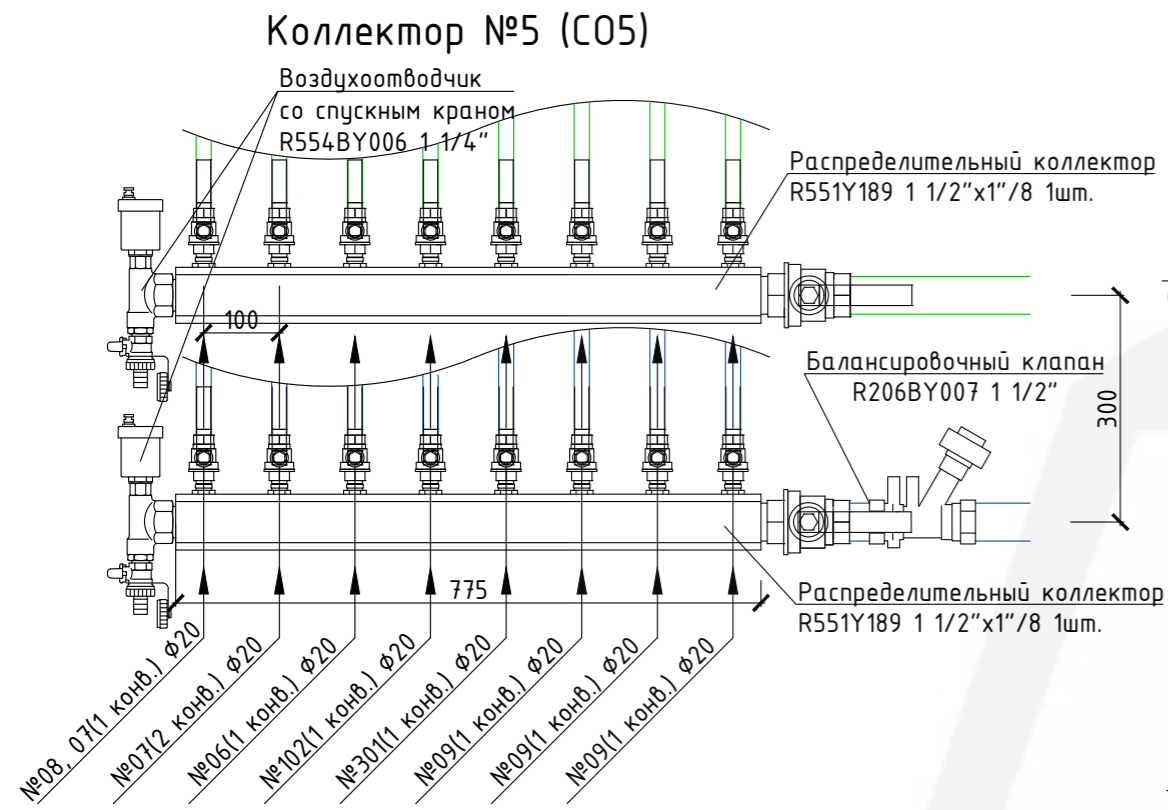 Коллектор №5 (СО5)
Воздухоотводчик
со спускным краном
R554BY006 1 1/4"
Распределительный коллектор
R551Y189 1 1/2"x1"/8 1шт.
100
Балансировочный клапан
R206BY007 1 1/2"
300
775
Распределительный коллектор
R551Y189 1 1/2"x1"/8 1шт.
№08, 07(1 конв.) ф20
№07(2 конв.) ф20
№06(1 конв.) ф20
№102(1 конв.) ф20
№301(1 конв.) ф20
№09(1 конв.) ф20
№09(1 конв.) ф20
№09(1 конв.) ф20